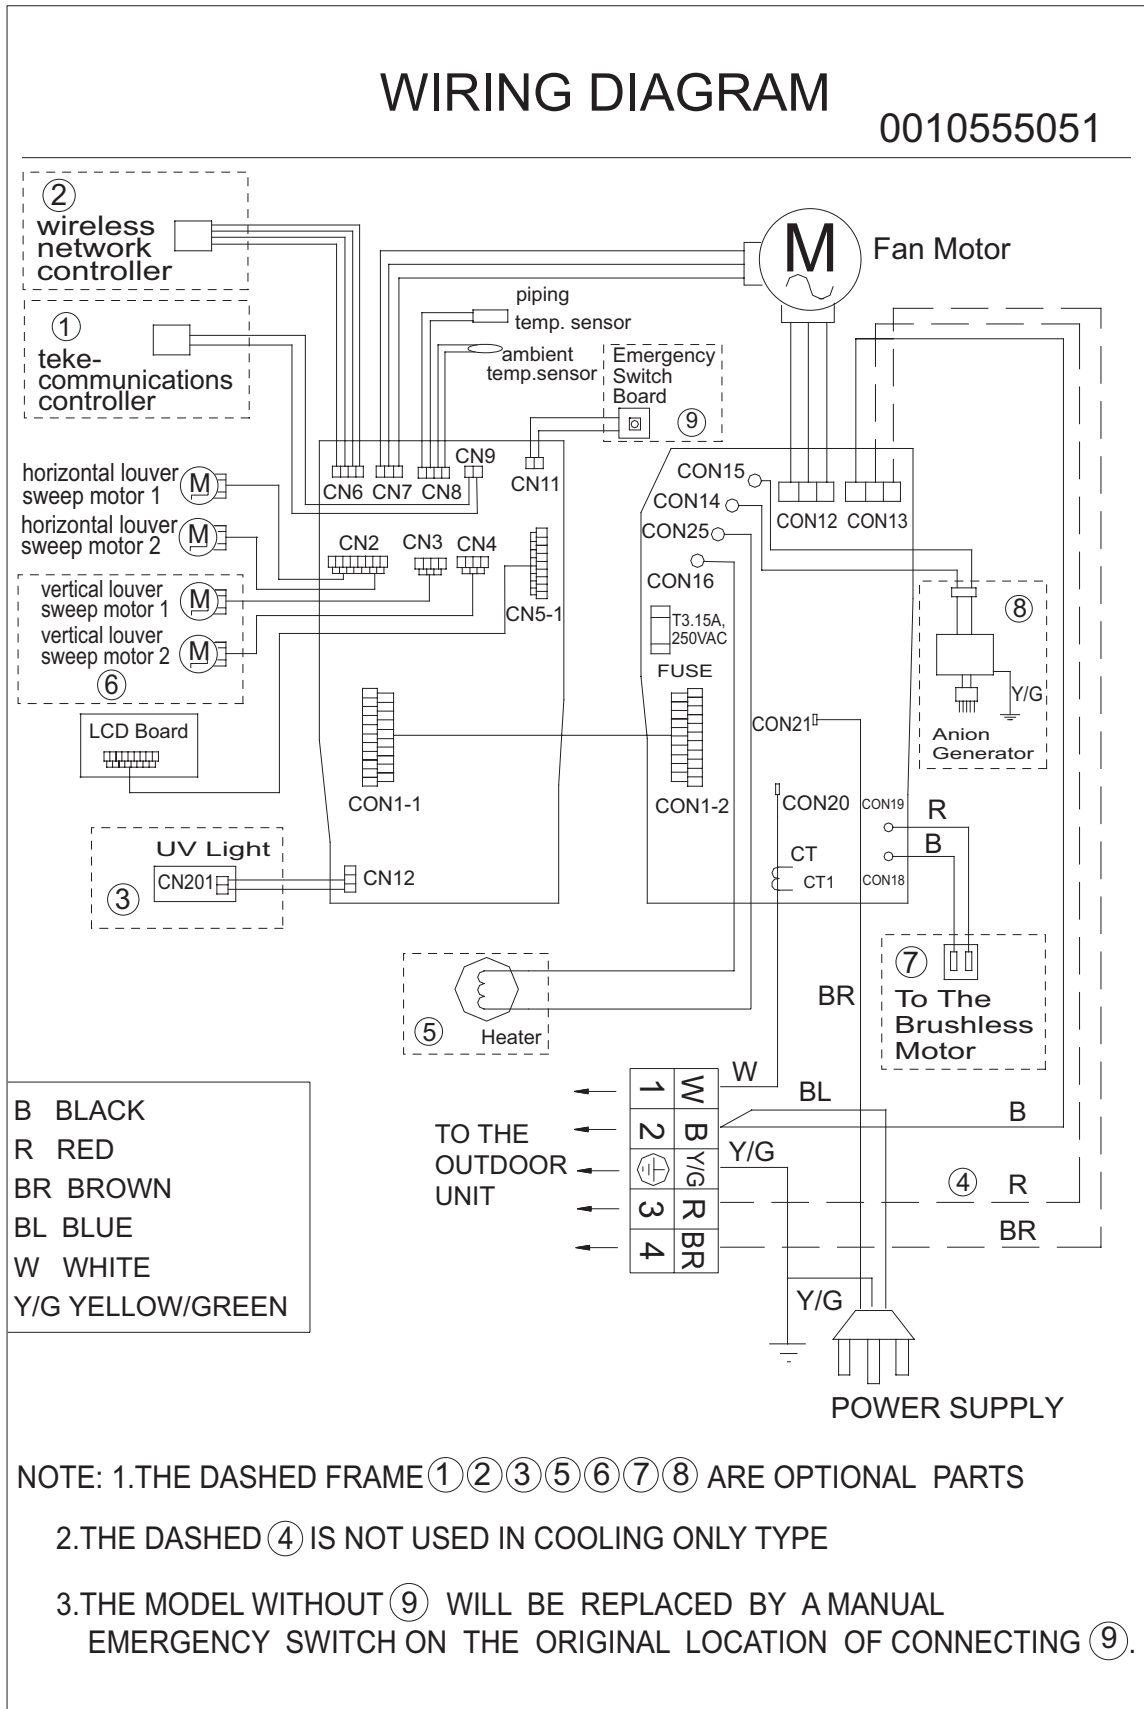 WIRING DIAGRAM
0010555051
②
wireless
network
controller
①
teke-
communications
controller
M
Fan Motor
piping
temp. sensor
ambient
temp.sensor
Emergency
Switch
Board
⑨
horizontal louver
sweep motor 1
M
horizontal louver
sweep motor 2
M
vertical louver
sweep motor 1
M
vertical louver
sweep motor 2
M
⑥
CN6
CN7
CN8
CN9
CN11
CN2
CN3
CN4
CN5-1
CON15
CON14
CON25
CON16
CON12
CON13
T3.15A,
250VAC
FUSE
⑧
Y/G
Anion
Generator
LCD Board
CON1-1
CON1-2
CON21
CON20
CON19
R
B
CON18
CT
CT1
UV Light
CN201
③
CN12
⑤
Heater
⑦
To The
Brushless
Motor
BR
B BLACK
R RED
BR BROWN
BL BLUE
W WHITE
Y/G YELLOW/GREEN
TO THE
OUTDOOR
UNIT
1 W
2 B
Y/G
3 R
4 BR
W
BL
B
Y/G
④ R
BR
Y/G
POWER SUPPLY
NOTE: 1.THE DASHED FRAME ①②③⑤⑥⑦⑧ ARE OPTIONAL PARTS
2.THE DASHED ④ IS NOT USED IN COOLING ONLY TYPE
3.THE MODEL WITHOUT ⑨ WILL BE REPLACED BY A MANUAL
EMERGENCY SWITCH ON THE ORIGINAL LOCATION OF CONNECTING ⑨.